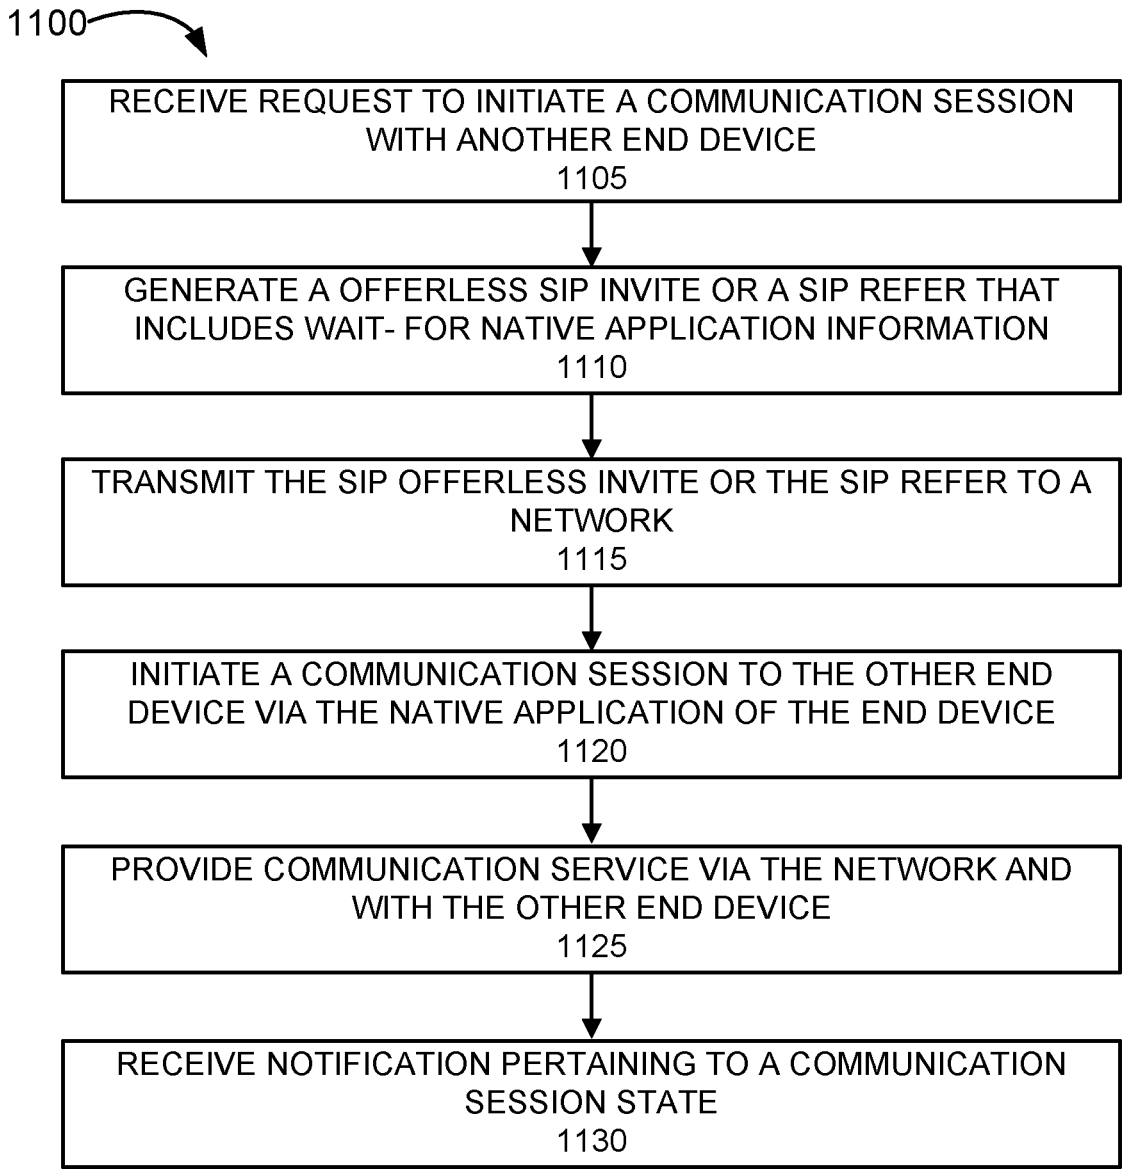 1100
RECEIVE REQUEST TO INITIATE A COMMUNICATION SESSION
WITH ANOTHER END DEVICE
1105
GENERATE A OFFERLESS SIP INVITE OR A SIP REFER THAT
INCLUDES WAIT- FOR NATIVE APPLICATION INFORMATION
1110
TRANSMIT THE SIP OFFERLESS INVITE OR THE SIP REFER TO A
NETWORK
1115
INITIATE A COMMUNICATION SESSION TO THE OTHER END
DEVICE VIA THE NATIVE APPLICATION OF THE END DEVICE
1120
PROVIDE COMMUNICATION SERVICE VIA THE NETWORK AND
WITH THE OTHER END DEVICE
1125
RECEIVE NOTIFICATION PERTAINING TO A COMMUNICATION
SESSION STATE
1130